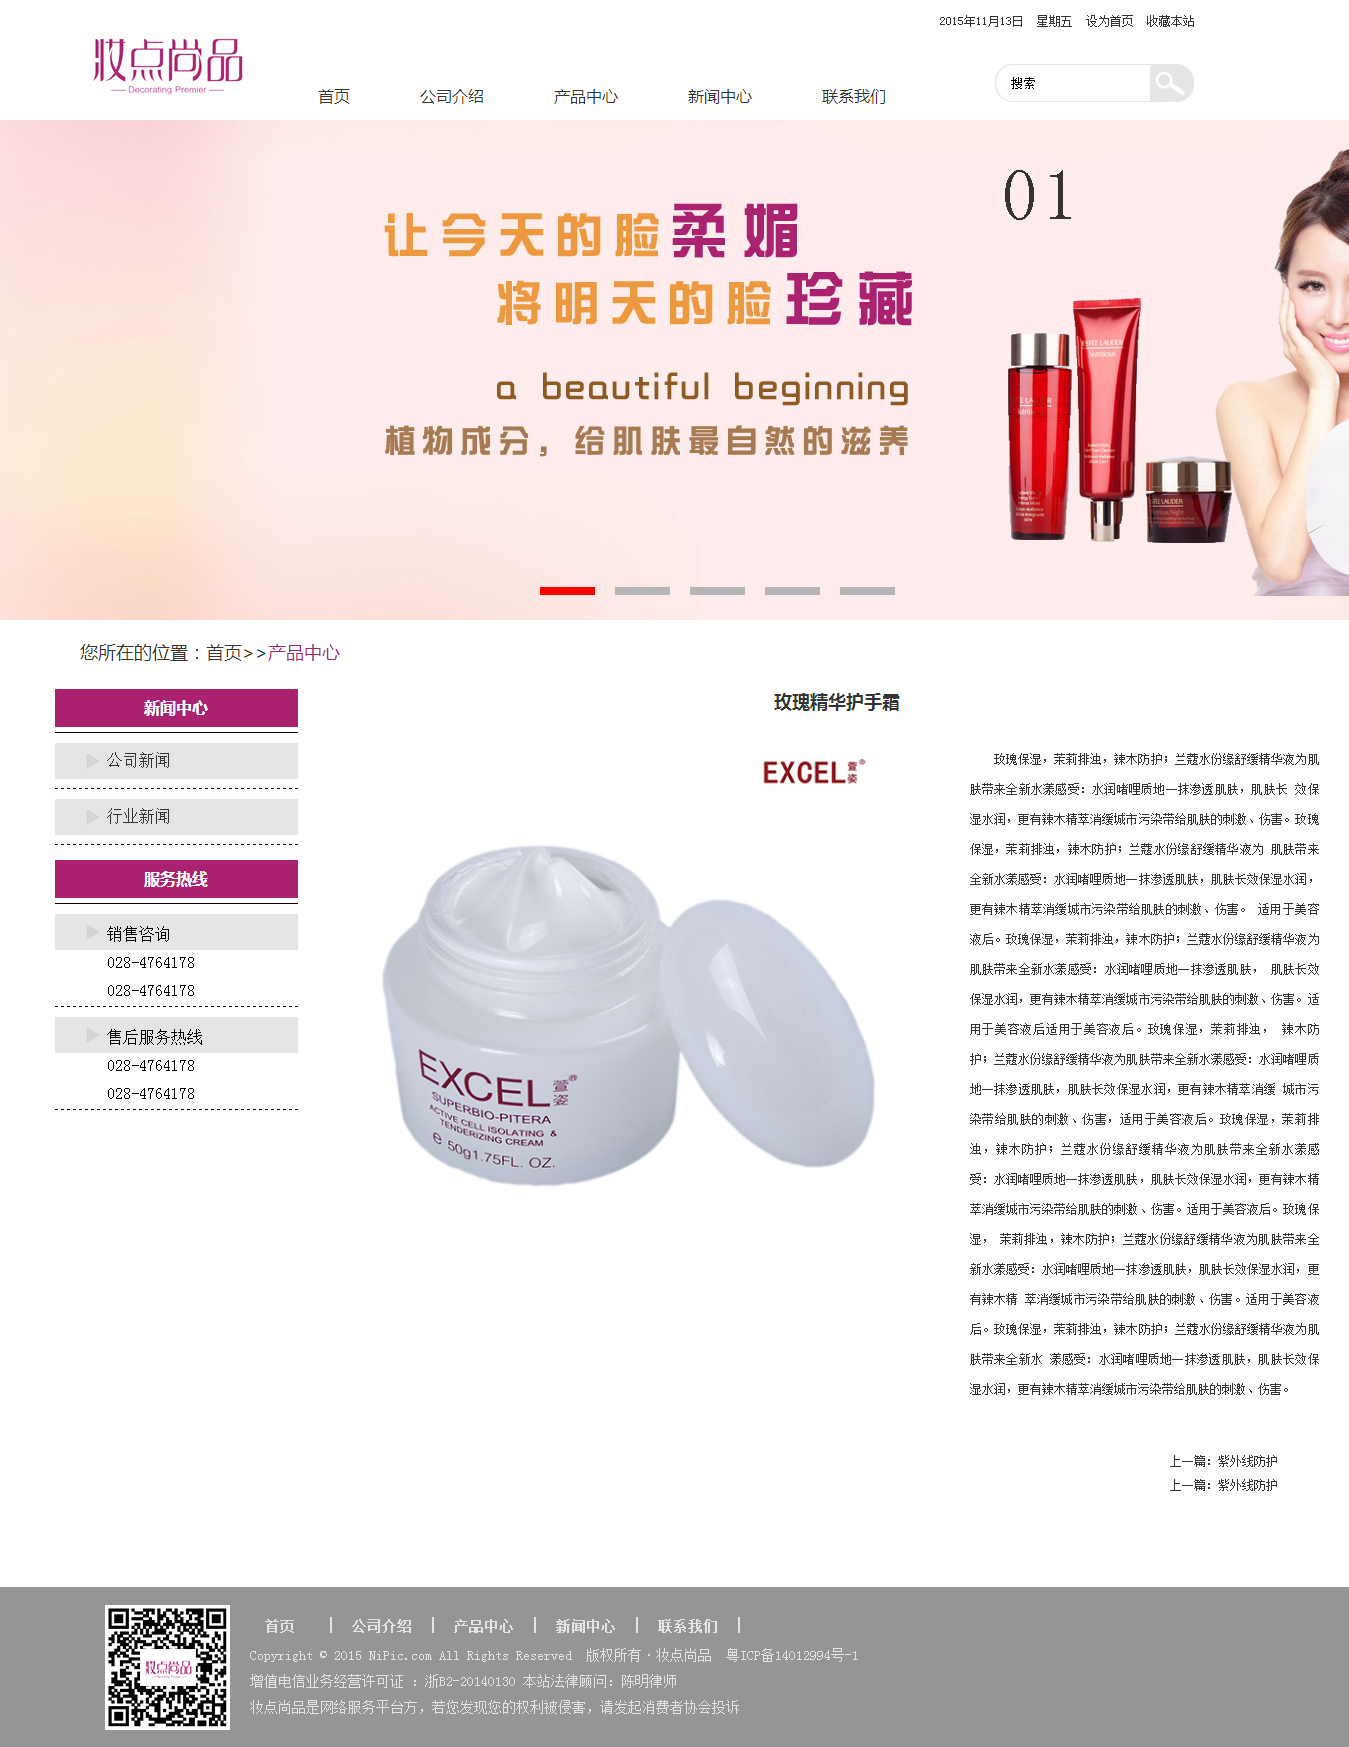 2015年11月13日 星期五 设为首页 收藏本站
妆点尚品
Decorating Premier
首页 公司介绍 产品中心 新闻中心 联系我们
搜索
01
让今天的脸柔媚
将明天的脸珍藏
a beautiful beginning
植物成分，给肌肤最自然的滋养
ESTĒE LAUDER
Nutritious
您所在的位置：首页>>产品中心
新闻中心
公司新闻
行业新闻
服务热线
销售咨询
028-4764178
028-4764178
售后服务热线
028-4764178
028-4764178
玫瑰精华护手霜
EXCEL萱姿®
EXCEL萱姿®
SUPERBIO-PITERA
ACTIVE CELL ISOLATING &
TENDERIZING CREAM
℮ 50g1.75FL. OZ.
玫瑰保湿，茉莉排浊，辣木防护；兰蔻水份缘舒缓精华液为肌
肤带来全新水漾感受：水润啫哩质地一抹渗透肌肤，肌肤长 效保
湿水润，更有辣木精萃消缓城市污染带给肌肤的刺激、伤害。玫瑰
保湿，茉莉排浊，辣木防护；兰蔻水份缘舒缓精华液为 肌肤带来
全新水漾感受：水润啫哩质地一抹渗透肌肤，肌肤长效保湿水润，
更有辣木精萃消缓城市污染带给肌肤的刺激、伤害。 适用于美容
液后。玫瑰保湿，茉莉排浊，辣木防护；兰蔻水份缘舒缓精华液为
肌肤带来全新水漾感受：水润啫哩质地一抹渗透肌肤， 肌肤长效
保湿水润，更有辣木精萃消缓城市污染带给肌肤的刺激、伤害。适
用于美容液后适用于美容液后。玫瑰保湿，茉莉排浊， 辣木防
护；兰蔻水份缘舒缓精华液为肌肤带来全新水漾感受：水润啫哩质
地一抹渗透肌肤，肌肤长效保湿水润，更有辣木精萃消缓 城市污
染带给肌肤的刺激、伤害，适用于美容液后。玫瑰保湿，茉莉排
浊，辣木防护；兰蔻水份缘舒缓精华液为肌肤带来全新水漾感
受：水润啫哩质地一抹渗透肌肤，肌肤长效保湿水润，更有辣木精
萃消缓城市污染带给肌肤的刺激、伤害。适用于美容液后。玫瑰保
湿， 茉莉排浊，辣木防护；兰蔻水份缘舒缓精华液为肌肤带来全
新水漾感受：水润啫哩质地一抹渗透肌肤，肌肤长效保湿水润，更
有辣木精 萃消缓城市污染带给肌肤的刺激、伤害。适用于美容液
后。玫瑰保湿，茉莉排浊，辣木防护；兰蔻水份缘舒缓精华液为肌
肤带来全新水 漾感受：水润啫哩质地一抹渗透肌肤，肌肤长效保
湿水润，更有辣木精萃消缓城市污染带给肌肤的刺激、伤害。
上一篇：紫外线防护
上一篇：紫外线防护
妆点尚品
首页 | 公司介绍 | 产品中心 | 新闻中心 | 联系我们 |
Copyright © 2015 NiPic.com All Rights Reserved 版权所有·妆点尚品 粤ICP备14012994号-1
增值电信业务经营许可证 ：浙B2-20140130 本站法律顾问：陈明律师
妆点尚品是网络服务平台方，若您发现您的权利被侵害，请发起消费者协会投诉